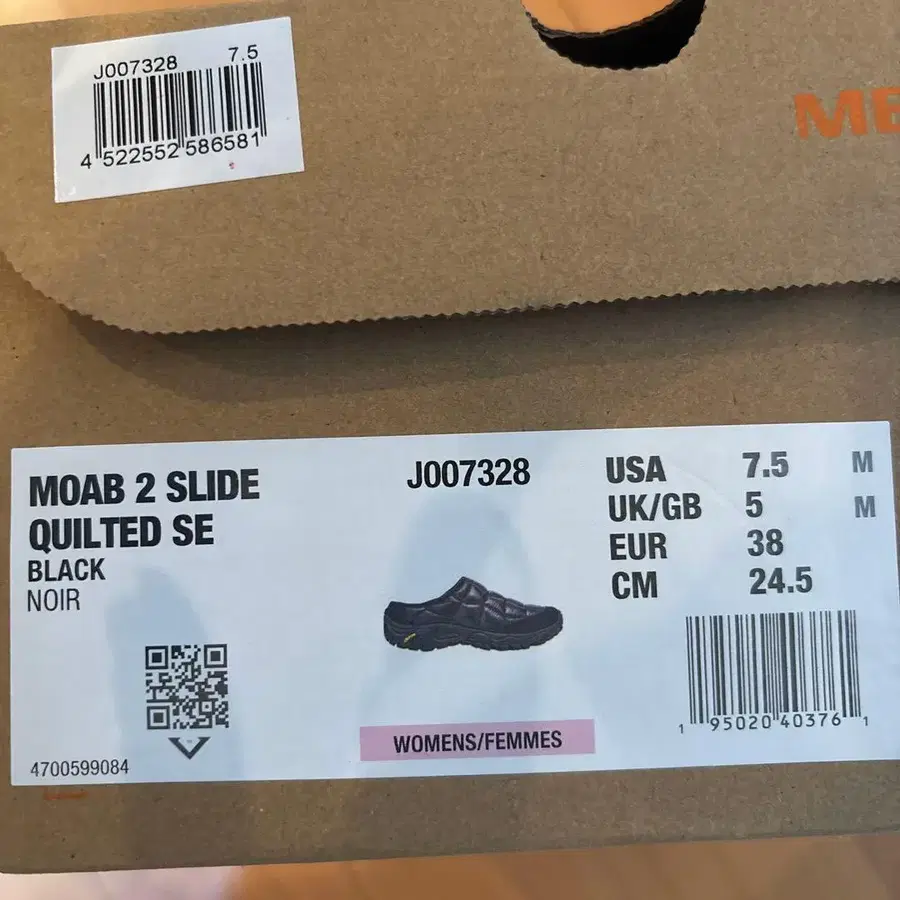 J007328 7.5
4 522552 586581
ME
MOAB 2 SLIDE
QUILTED SE
BLACK
NOIR
4700599084
J007328
WOMENS/FEMMES
USA 7.5 M
UK/GB 5 M
EUR 38
CM 24.5
1 95020 40376 1